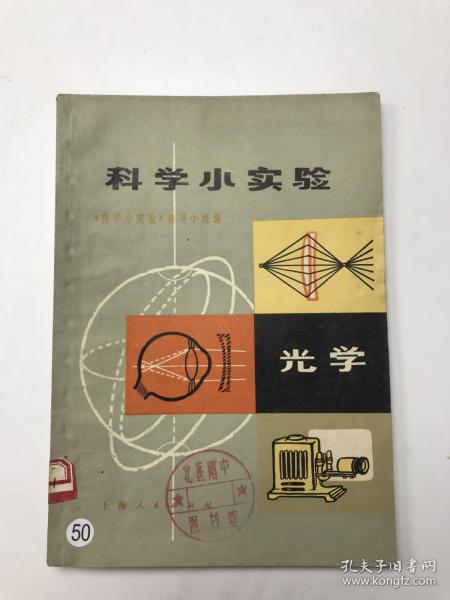 科学小实验
《科学小实验》编写小组编
光学
北医附中
图书馆
上海人
50
孔夫子旧书网
www.kongfz.com